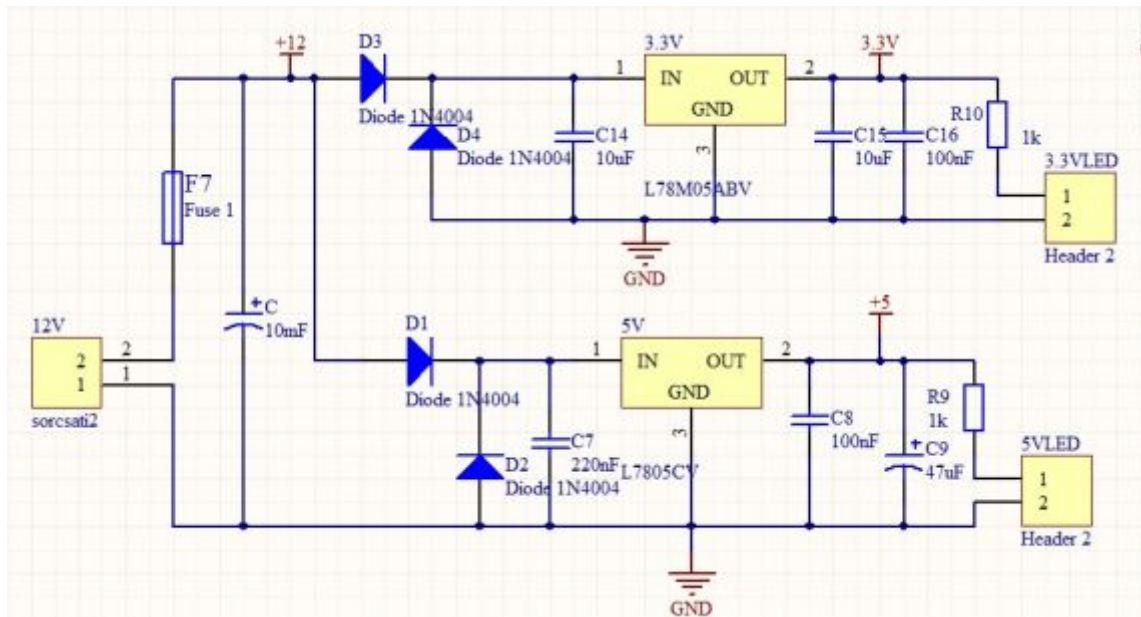 +12
D3
Diode 1N4004
D4
Diode 1N4004
C14
10uF
3.3V
1
IN
OUT
2
GND
3
L78M05ABV
3.3V
C15
10uF
C16
100nF
R10
1k
3.3VLED
1
2
Header 2
GND
F7
Fuse 1
C
10mF
12V
2
2
1
1
sorcsati2
D1
Diode 1N4004
D2
Diode 1N4004
C7
220nF
5V
1
IN
OUT
2
GND
3
L7805CV
+5
C8
100nF
C9
47uF
R9
1k
5VLED
1
2
Header 2
GND